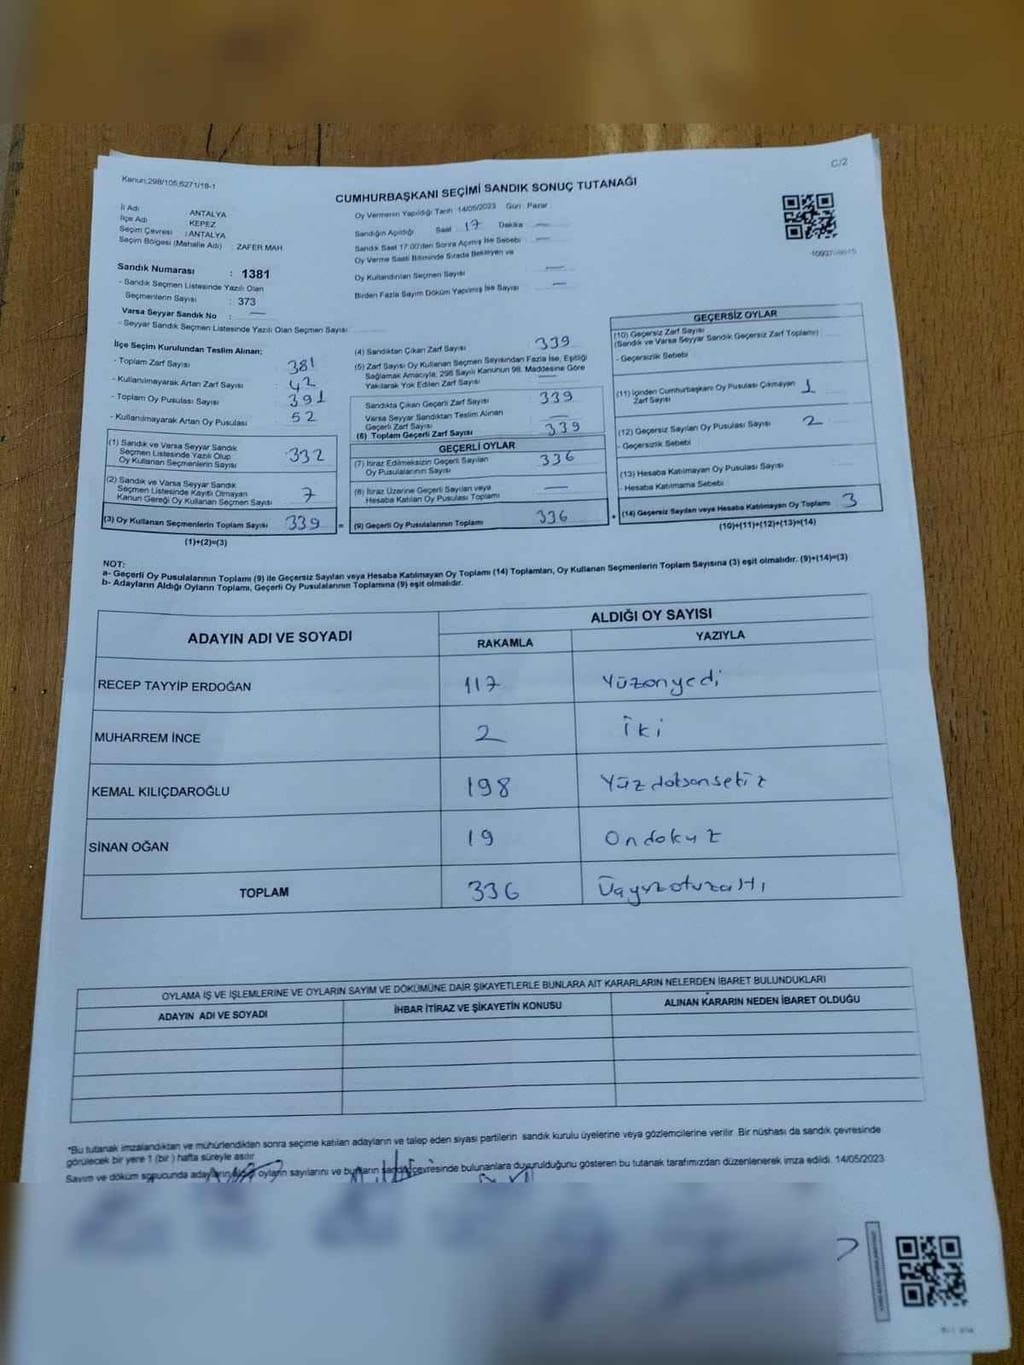 C/2
Kanun;298/105,6271/18-1
CUMHURBAŞKANI SEÇİMİ SANDIK SONUÇ TUTANAĞI
İl Adı ANTALYA
İlçe Adı KEPEZ
Seçim Çevresi : ANTALYA
Seçim Bölgesi (Mahalle Adı) : ZAFER MAH
Oy Vermenin Yapıldığı Tarih 14/05/2023 Gün Pazar
Sandığın Açıldığı Saat 17 Dakika —
Sandık Saat 17:00'den Sonra Açılmış İse Sebebi —
Oy Verme Saati Bitiminde Sırada Bekleyen ve
Oy Kullandırılan Seçmen Sayısı —
Birden Fazla Sayım Döküm Yapılmış İse Sayısı —
Sandık Numarası : 1381
- Sandık Seçmen Listesinde Yazılı Olan
Seçmenlerin Sayısı : 373
Varsa Seyyar Sandık No : —
- Seyyar Sandık Seçmen Listesinde Yazılı Olan Seçmen Sayısı
İlçe Seçim Kurulundan Teslim Alınan:
- Toplam Zarf Sayısı 381
- Kullanılmayarak Artan Zarf Sayısı 42
- Toplam Oy Pusulası Sayısı 391
- Kullanılmayarak Artan Oy Pusulası 52
(1) Sandık ve Varsa Seyyar Sandık
Seçmen Listesinde Yazılı Olup
Oy Kullanan Seçmenlerin Sayısı 332
(2) Sandık ve Varsa Seyyar Sandık
Seçmen Listesinde Kayıtlı Olmayan
Kanun Gereği Oy Kullanan Seçmen Sayısı 7
(3) Oy Kullanan Seçmenlerin Toplam Sayısı 339 =
(1)+(2)=(3)
(4) Sandıktan Çıkan Zarf Sayısı 339
(5) Zarf Sayısı Oy Kullanan Seçmen Sayısından Fazla İse, Eşitliği
Sağlamak Amacıyla; 298 Sayılı Kanunun 98. Maddesine Göre
Yakılarak Yok Edilen Zarf Sayısı —
Sandıkta Çıkan Geçerli Zarf Sayısı 339
Varsa Seyyar Sandıktan Teslim Alınan
Geçerli Zarf Sayısı —
(6) Toplam Geçerli Zarf Sayısı 339
GEÇERLİ OYLAR
(7) İtiraz Edilmeksizin Geçerli Sayılan
Oy Pusulalarının Sayısı 336
(8) İtiraz Üzerine Geçerli Sayılan veya
Hesaba Katılan Oy Pusulası Toplamı —
(9) Geçerli Oy Pusulalarının Toplamı 336 +
GEÇERSİZ OYLAR
(10) Geçersiz Zarf Sayısı
(Sandık ve Varsa Seyyar Sandık Geçersiz Zarf Toplamı)
- Geçersizlik Sebebi
(11) İçinden Cumhurbaşkanı Oy Pusulası Çıkmayan
Zarf Sayısı 1
(12) Geçersiz Sayılan Oy Pusulası Sayısı 2
- Geçersizlik Sebebi
(13) Hesaba Katılmayan Oy Pusulası Sayısı
- Hesaba Katılmama Sebebi
(14) Geçersiz Sayılan veya Hesaba Katılmayan Oy Toplamı 3
(10)+(11)+(12)+(13)=(14)
NOT:
a- Geçerli Oy Pusulalarının Toplamı (9) ile Geçersiz Sayılan veya Hesaba Katılmayan Oy Toplamı (14) Toplamları, Oy Kullanan Seçmenlerin Toplam Sayısına (3) eşit olmalıdır. (9)+(14)=(3)
b- Adayların Aldığı Oyların Toplamı, Geçerli Oy Pusulalarının Toplamına (9) eşit olmalıdır.
ADAYIN ADI VE SOYADI
ALDIĞI OY SAYISI
RAKAMLA YAZIYLA
RECEP TAYYİP ERDOĞAN 117 Yüzonyedi
MUHARREM İNCE 2 İki
KEMAL KILIÇDAROĞLU 198 Yüzdoksansekiz
SİNAN OĞAN 19 Ondokuz
TOPLAM 336 Üçyüzotuzaltı
OYLAMA İŞ VE İŞLEMLERİNE VE OYLARIN SAYIM VE DÖKÜMÜNE DAİR ŞİKAYETLERLE BUNLARA AİT KARARLARIN NELERDEN İBARET BULUNDUKLARI
ADAYIN ADI VE SOYADI İHBAR İTİRAZ VE ŞİKAYETİN KONUSU ALINAN KARARIN NEDEN İBARET OLDUĞU
*Bu tutanak imzalandıktan ve mühürlendikten sonra seçime katılan adayların ve talep eden siyasi partilerin sandık kurulu üyelerine veya gözlemcilerine verilir. Bir nüshası da sandık çevresinde
görülecek bir yere 1 (bir) hafta süreyle asılır.
Sayım ve döküm sonucunda adayların aldığı oyların sayılarını ve bunların sandık çevresinde bulunanlara duyurulduğunu gösteren bu tutanak tarafımızdan düzenlenerek imza edildi. 14/05/2023